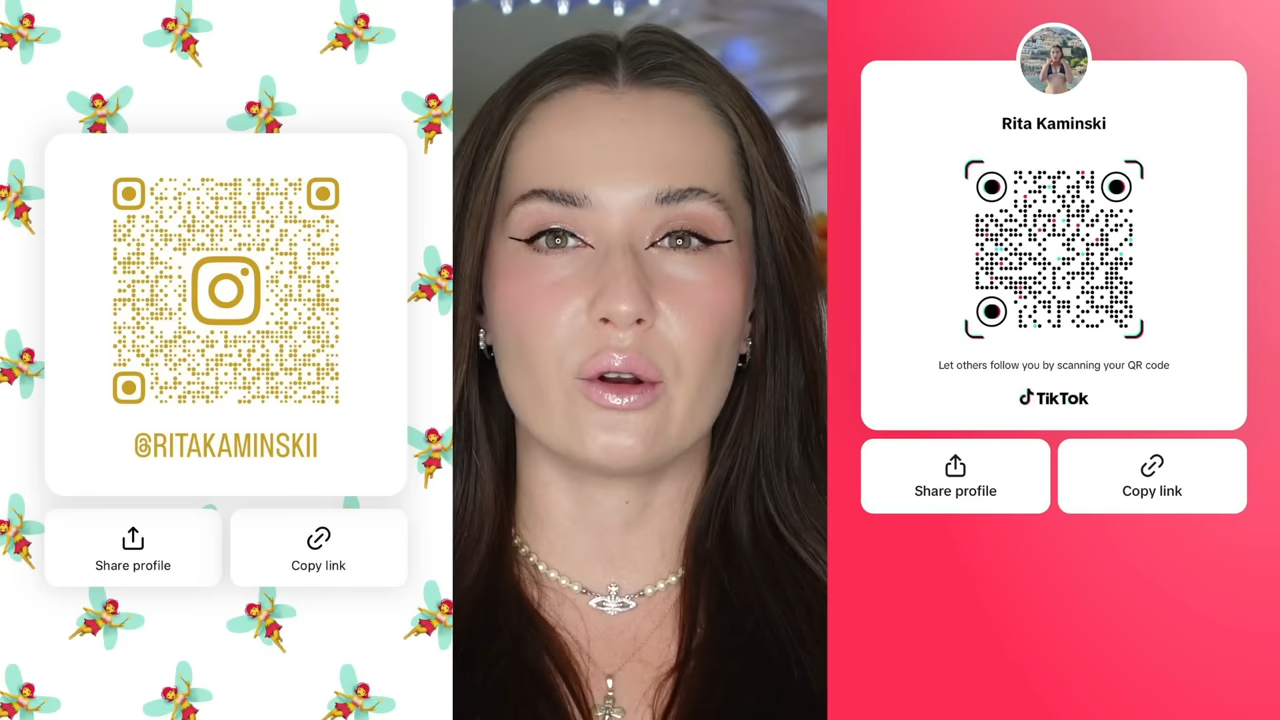 @RITAKAMINSKII
Share profile
Copy link
Rita Kaminski
Let others follow you by scanning your QR code
TikTok
Share profile
Copy link